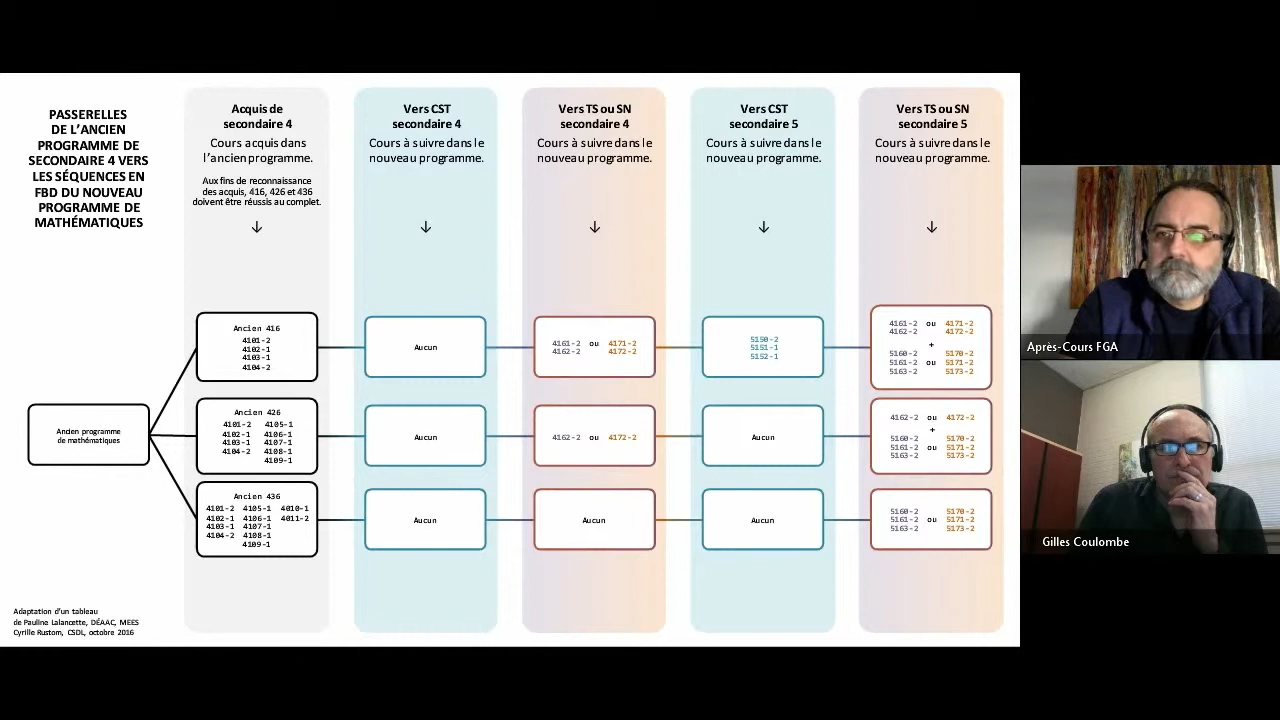 PASSERELLES
DE L'ANCIEN
PROGRAMME DE
SECONDAIRE 4 VERS
LES SÉQUENCES EN
FBD DU NOUVEAU
PROGRAMME DE
MATHÉMATIQUES
Acquis de
secondaire 4
Cours acquis dans
l'ancien programme.
Aux fins de reconnaissance
des acquis, 416, 426 et 436
doivent être réussis au complet.
↓
Vers CST
secondaire 4
Cours à suivre dans le
nouveau programme.
↓
Vers TS ou SN
secondaire 4
Cours à suivre dans le
nouveau programme.
↓
Vers CST
secondaire 5
Cours à suivre dans le
nouveau programme.
↓
Vers TS ou SN
secondaire 5
Cours à suivre dans le
nouveau programme.
↓
Ancien programme
de mathématiques
Ancien 416
4101-2
4102-1
4103-1
4104-2
Aucun
4161-2 ou 4171-2
4162-2 4172-2
5150-2
5151-1
5152-1
4161-2 ou 4171-2
4162-2 4172-2
+
5160-2 5170-2
5161-2 ou 5171-2
5163-2 5173-2
Ancien 426
4101-2 4105-1
4102-1 4106-1
4103-1 4107-1
4104-2 4108-1
4109-1
Aucun
4162-2 ou 4172-2
Aucun
4162-2 ou 4172-2
+
5160-2 5170-2
5161-2 ou 5171-2
5163-2 5173-2
Ancien 436
4101-2 4105-1 4010-1
4102-1 4106-1 4011-2
4103-1 4107-1
4104-2 4108-1
4109-1
Aucun
Aucun
Aucun
5160-2 5170-2
5161-2 ou 5171-2
5163-2 5173-2
Adaptation d'un tableau
de Pauline Lalancette, DÉAAC, MEES
Cyrille Rustom, CSDL, octobre 2016
Après-Cours FGA
Gilles Coulombe